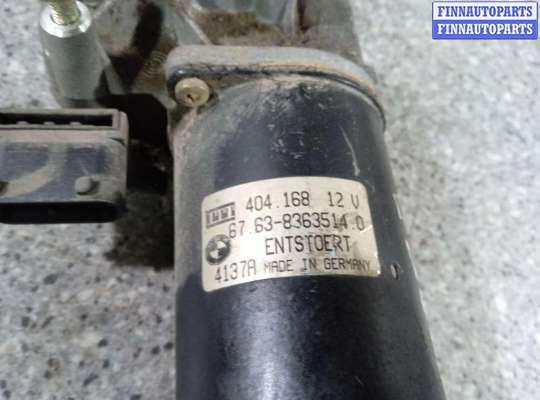 FINNAUTOPARTS
FINNAUTOPARTS
404.168 12 V
67.63-8363514.0
ENTSTOERT
4137A MADE IN GERMANY